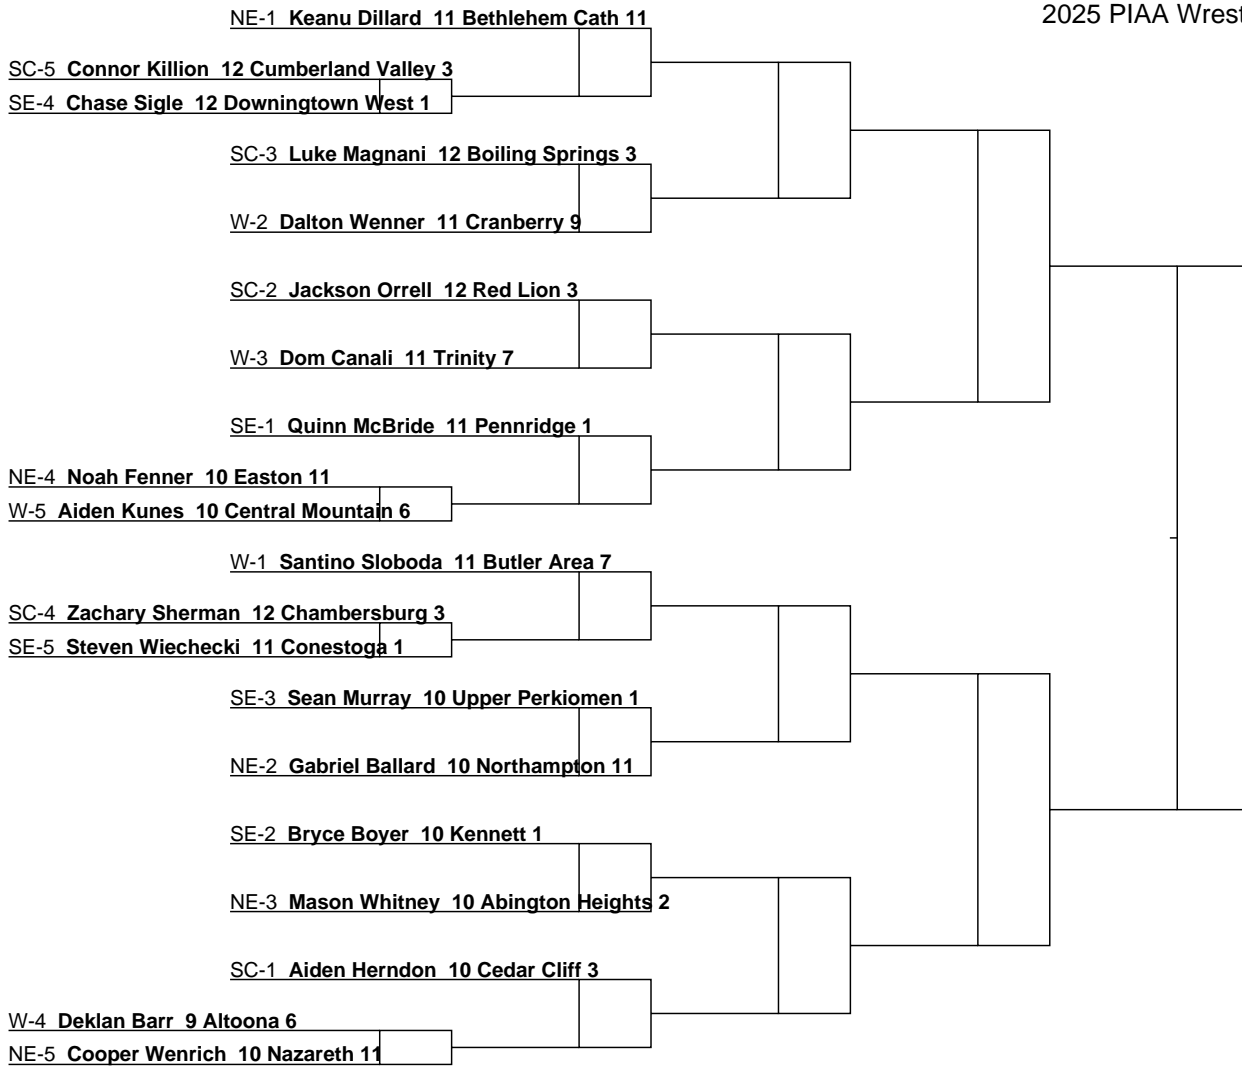 NE-1 Keanu Dillard 11 Bethlehem Cath 11
2025 PIAA Wrest
SC-5 Connor Killion 12 Cumberland Valley 3
SE-4 Chase Sigle 12 Downingtown West 1
SC-3 Luke Magnani 12 Boiling Springs 3
W-2 Dalton Wenner 11 Cranberry 9
SC-2 Jackson Orrell 12 Red Lion 3
W-3 Dom Canali 11 Trinity 7
SE-1 Quinn McBride 11 Pennridge 1
NE-4 Noah Fenner 10 Easton 11
W-5 Aiden Kunes 10 Central Mountain 6
W-1 Santino Sloboda 11 Butler Area 7
SC-4 Zachary Sherman 12 Chambersburg 3
SE-5 Steven Wiechecki 11 Conestoga 1
SE-3 Sean Murray 10 Upper Perkiomen 1
NE-2 Gabriel Ballard 10 Northampton 11
SE-2 Bryce Boyer 10 Kennett 1
NE-3 Mason Whitney 10 Abington Heights 2
SC-1 Aiden Herndon 10 Cedar Cliff 3
W-4 Deklan Barr 9 Altoona 6
NE-5 Cooper Wenrich 10 Nazareth 11